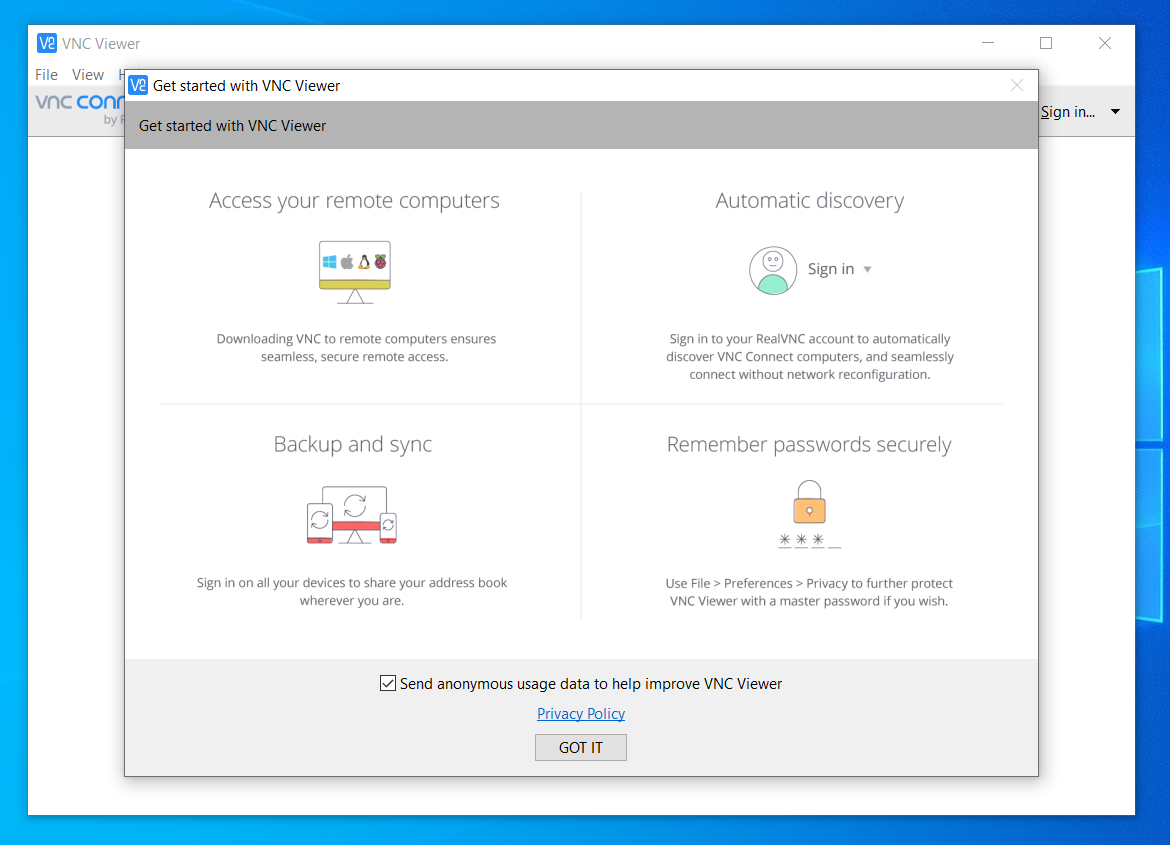 VNC Viewer
File View
Get started with VNC Viewer
vnc
by
Sign in...
Get started with VNC Viewer
Access your remote computers
Downloading VNC to remote computers ensures
seamless, secure remote access.
Automatic discovery
Sign in
Sign in to your RealVNC account to automatically
discover VNC Connect computers, and seamlessly
connect without network reconfiguration.
Backup and sync
Sign in on all your devices to share your address book
wherever you are.
Remember passwords securely
***_
Use File > Preferences > Privacy to further protect
VNC Viewer with a master password if you wish.
Send anonymous usage data to help improve VNC Viewer
Privacy Policy
GOT IT